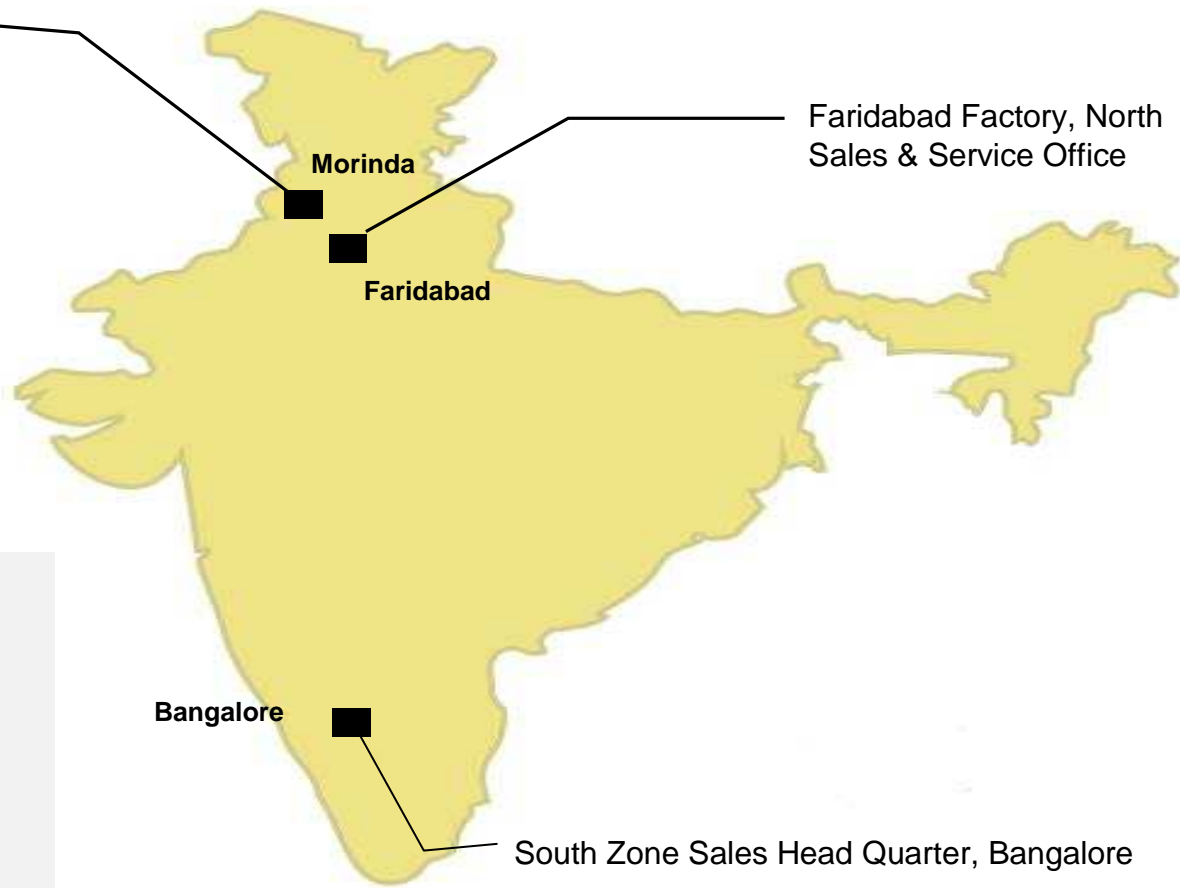 Faridabad Factory, North
Sales & Service Office
Morinda
Faridabad
Bangalore
South Zone Sales Head Quarter, Bangalore